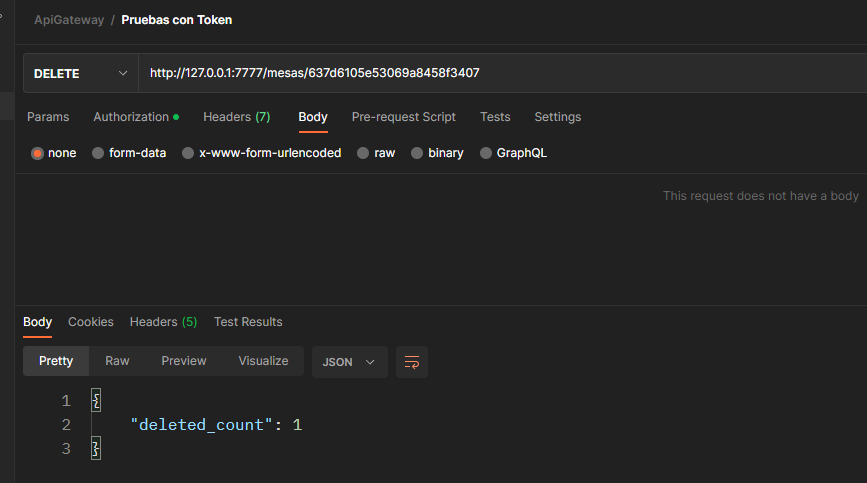 ApiGateway / Pruebas con Token
DELETE http://127.0.0.1:7777/mesas/637d6105e53069a8458f3407
Params Authorization Headers (7) Body Pre-request Script Tests Settings
none form-data x-www-form-urlencoded raw binary GraphQL
This request does not have a body
Body Cookies Headers (5) Test Results
Pretty Raw Preview Visualize JSON
1 {
2 "deleted_count": 1
3 }